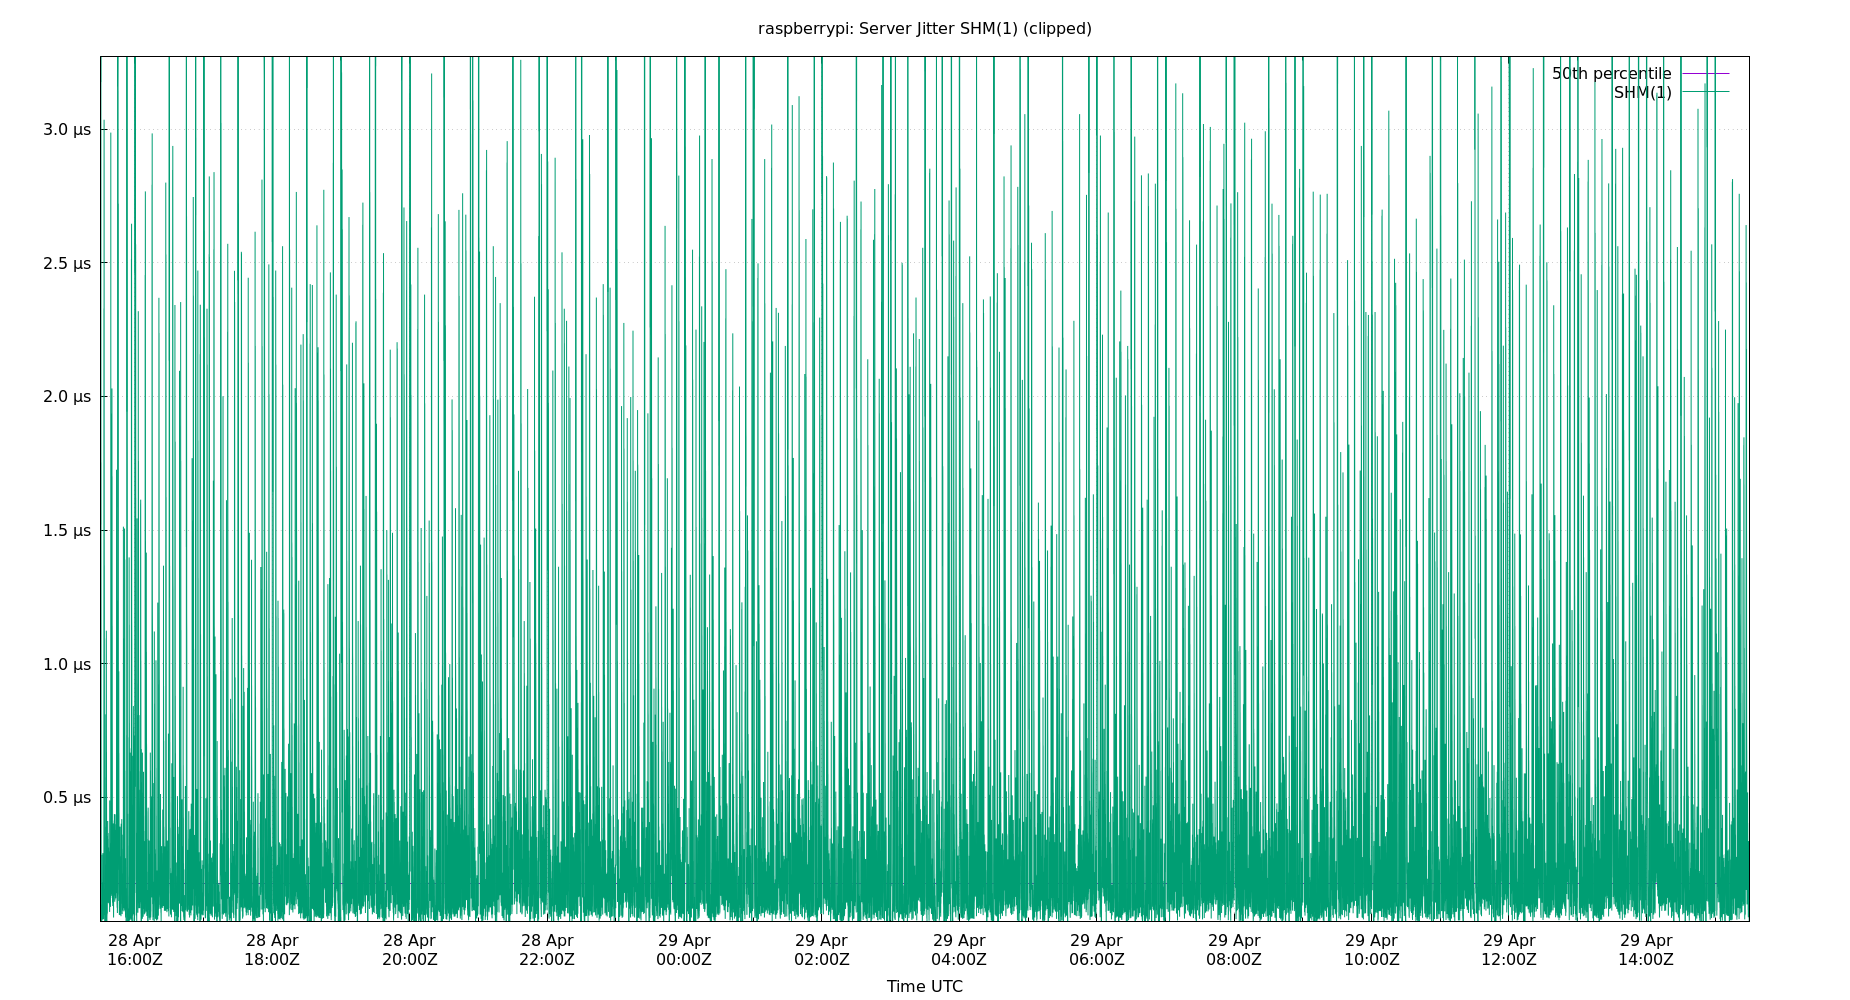 raspberrypi: Server Jitter SHM(1) (clipped)
50th percentile
SHM(1)
3.0 µs
2.5 µs
2.0 µs
1.5 µs
1.0 µs
0.5 µs
28 Apr 28 Apr 28 Apr 28 Apr 29 Apr 29 Apr 29 Apr 29 Apr 29 Apr 29 Apr 29 Apr 29 Apr
16:00Z 18:00Z 20:00Z 22:00Z 00:00Z 02:00Z 04:00Z 06:00Z 08:00Z 10:00Z 12:00Z 14:00Z
Time UTC